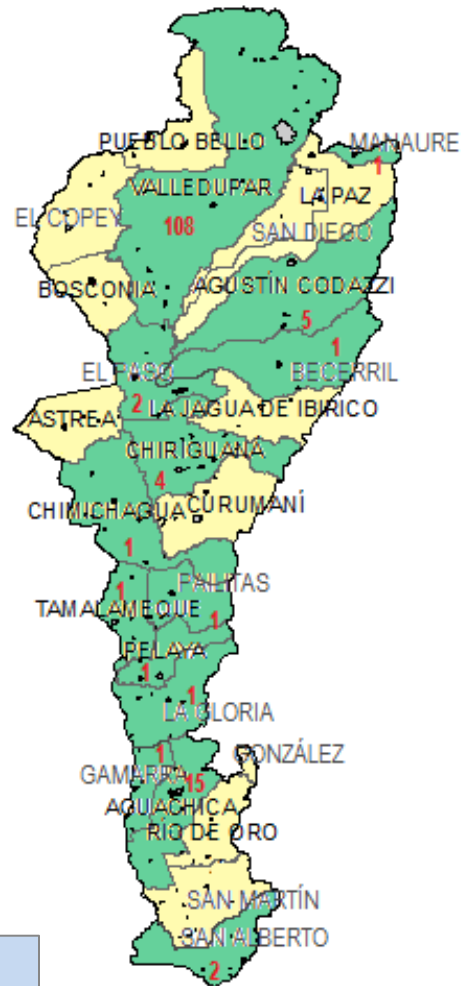 PUEBLO BELLO
MANAURE
1
VALLEDUPAR
LA PAZ
EL COPEY
108
SAN DIEGO
BOSCONIA
AGUSTÍN CODAZZI
5
1
EL PASO
BECERRIL
2
LA JAGUA DE IBIRICO
ASTREA
CHIRIGUANÁ
4
CHIMICHAGUA
CURUMANÍ
1
PAILITAS
1
TAMALAMEQUE
1
PELAYA
1
1
LA GLORIA
1
GONZÁLEZ
GAMARRA
15
AGUACHICA
RÍO DE ORO
SAN MARTÍN
SAN ALBERTO
2